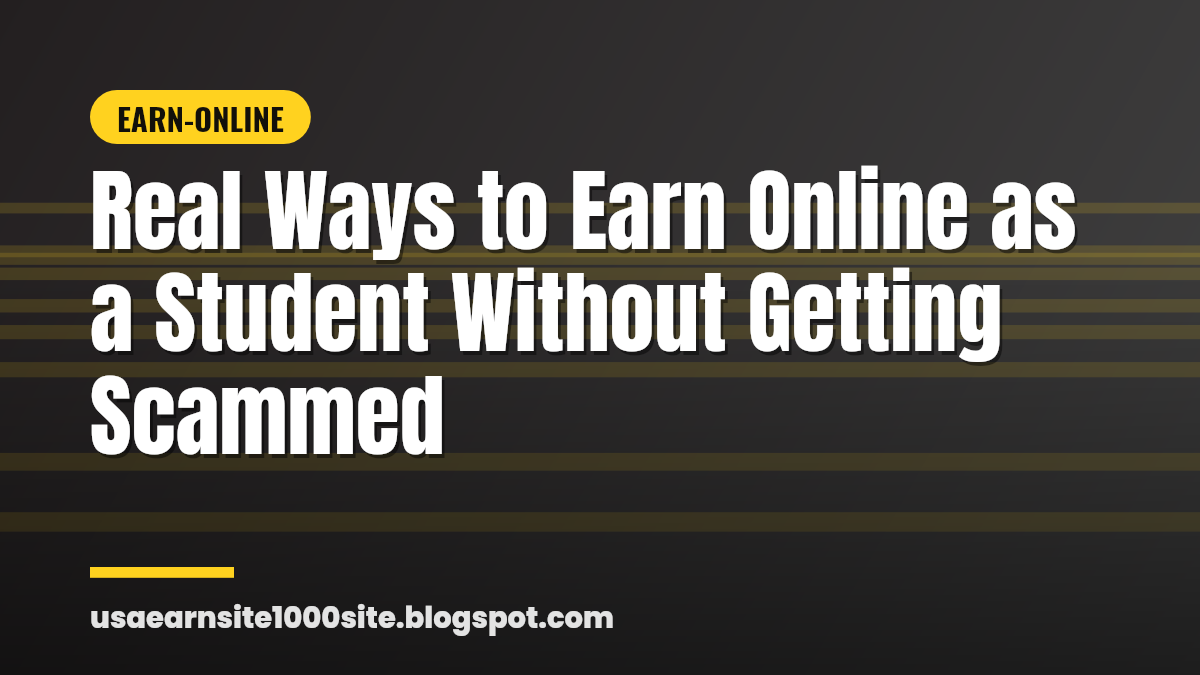 EARN-ONLINE
Real Ways to Earn Online as
a Student Without Getting
Scammed
usaearnsite1000site.blogspot.com